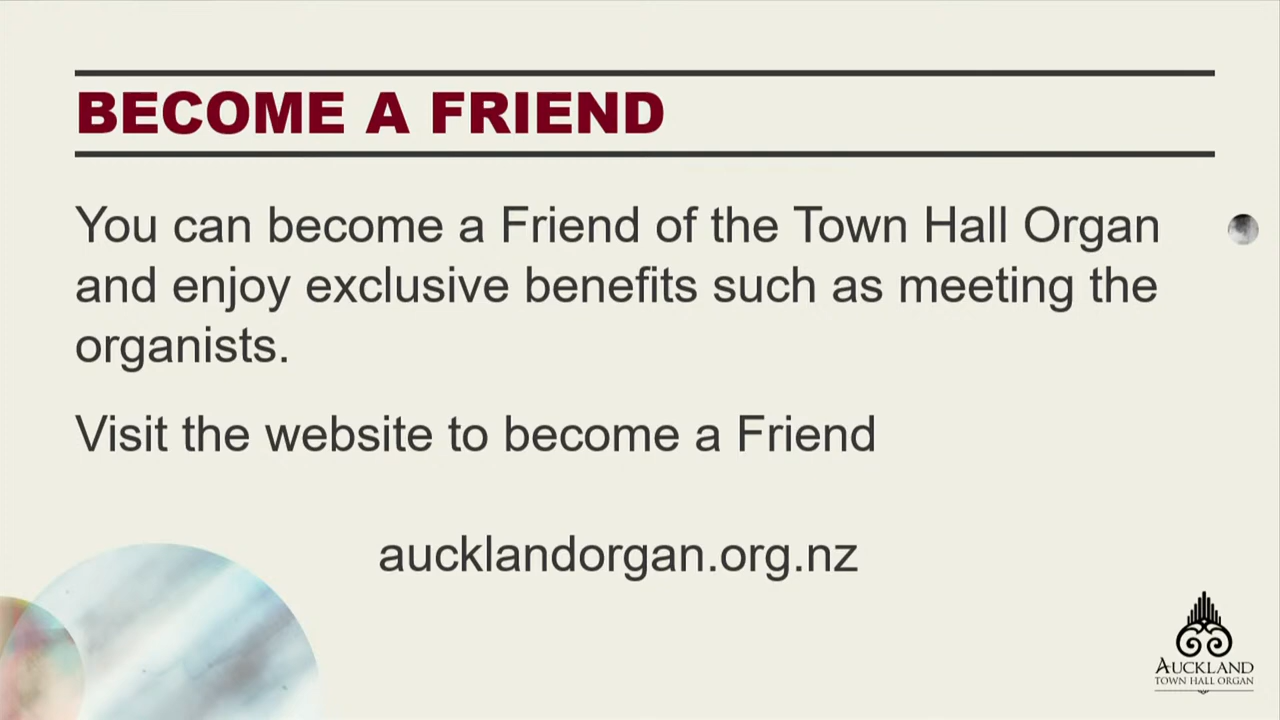 BECOME A FRIEND
You can become a Friend of the Town Hall Organ
and enjoy exclusive benefits such as meeting the
organists.
Visit the website to become a Friend
aucklandorgan.org.nz
AUCKLAND
TOWN HALL ORGAN